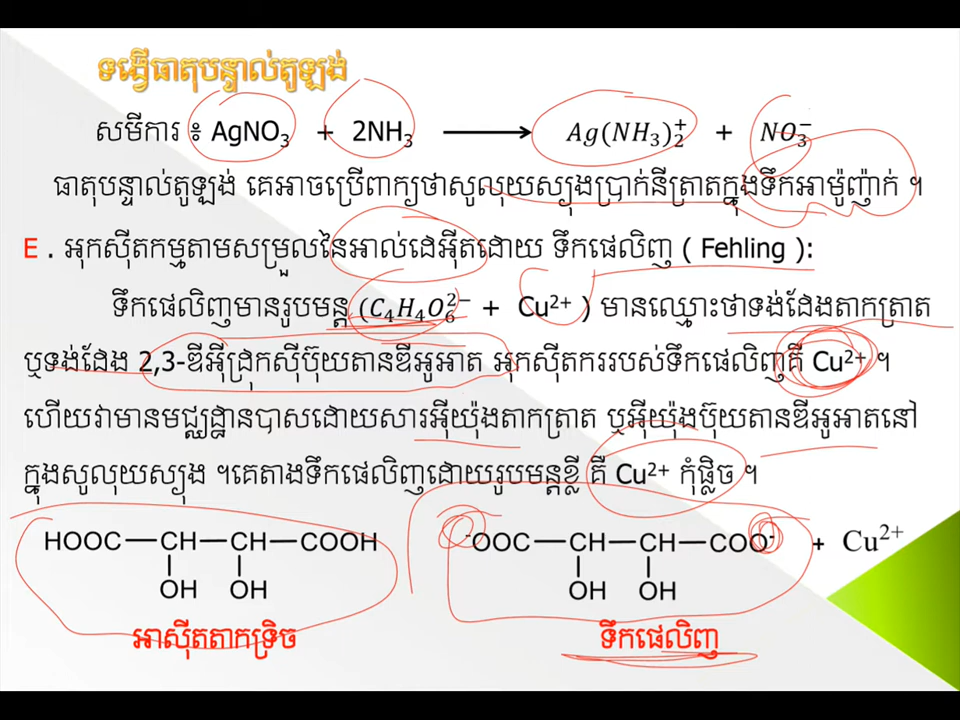 ទង្វើធាតុបន្ទាល់តូឡង់
សមីការ ៖ AgNO₃ + 2NH₃ ⟶ Ag(NH₃)₂⁺ + NO₃⁻
ធាតុបន្ទាល់តូឡង់ គេអាចប្រើពាក្យថាសូលុយស្យុងប្រាក់នីត្រាតក្នុងទឹកអាម៉ូញ៉ាក់ ។
E . អុកស៊ីតកម្មតាមសម្រួលនៃអាល់ដេអ៊ីតដោយ ទឹកផេលិញ ( Fehling ):
ទឹកផេលិញមានរូបមន្ត (C₄H₄O₆²⁻ + Cu²⁺ ) មានឈ្មោះថាទង់ដែងតាកត្រាត
ឬទង់ដែង 2,3-ឌីអ៊ីដ្រុកស៊ីប៊ុយតានឌីអូអាត អុកស៊ីតកររបស់ទឹកផេលិញគឺ Cu²⁺ ។
ហើយវាមានមជ្ឈដ្ឋានបាសដោយសារអ៊ីយ៉ុងតាកត្រាត ឬអ៊ីយ៉ុងប៊ុយតានឌីអូអាតនៅ
ក្នុងសូលុយស្យុង ។គេតាងទឹកផេលិញដោយរូបមន្តខ្លី គឺ Cu²⁺ កុំផ្លិច ។
HOOC — CH — CH — COOH ⁻OOC — CH — CH — COO⁻ + Cu²⁺
OH OH OH OH
អាស៊ីតតាកទ្រិច ទឹកផេលិញ